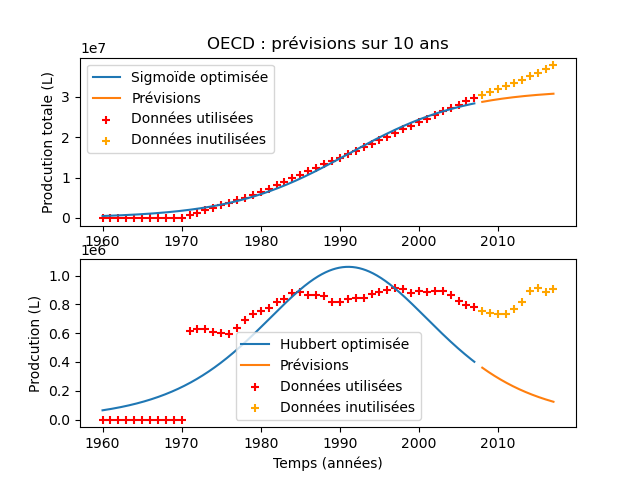 OECD : prévisions sur 10 ans
1e7
Prodcution totale (L)
3
2
1
0
Sigmoïde optimisée
Prévisions
Données utilisées
Données inutilisées
1960 1970 1980 1990 2000 2010
1e6
Prodcution (L)
1.0
0.8
0.6
0.4
0.2
0.0
Hubbert optimisée
Prévisions
Données utilisées
Données inutilisées
1960 1970 1980 1990 2000 2010
Temps (années)